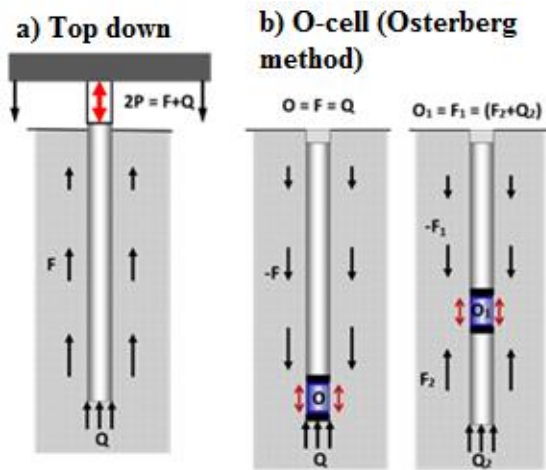 a) Top down
b) O-cell (Osterberg
method)
2P = F+Q
O = F = Q
O₁ = F₁ = (F₂+Q₂)
F
-F
-F₁
O₁
F₂
O
Q
Q
Q₂